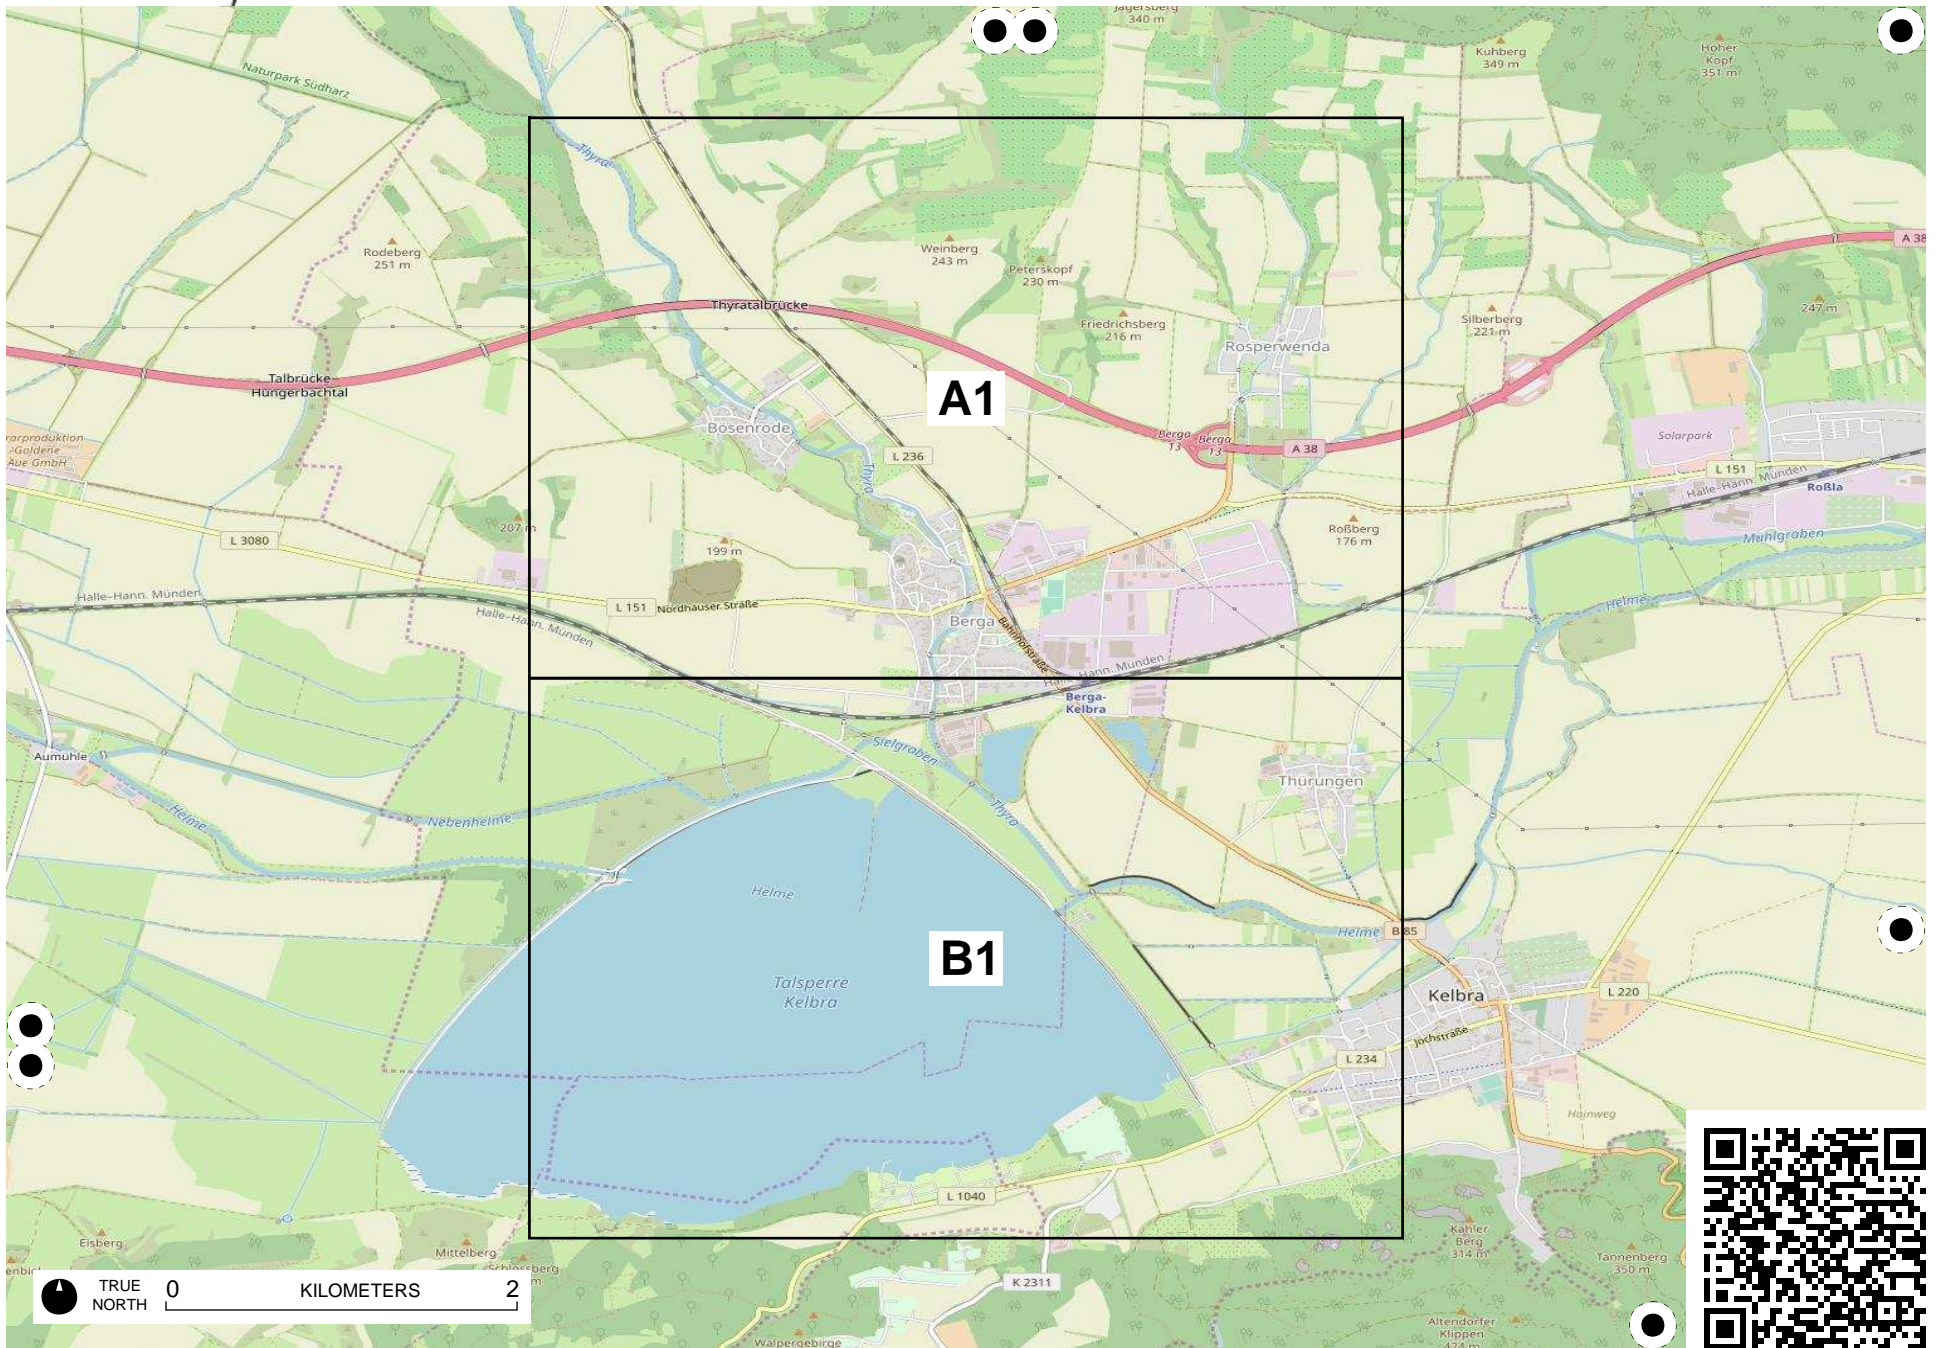 Jägersberg
340 m
Kuhberg
349 m
Hoher
Kopf
351 m
Naturpark Südharz
Thyra
Rodeberg
251 m
Weinberg
243 m
Peterskopf
230 m
A 38
Thyratalbrücke
Friedrichsberg
216 m
Silberberg
221 m
247 m
Rosperwenda
Talbrücke
Hungerbachtal
A1
Bösenrode
Berga
13
Berga
13
A 38
Solarpark
rarproduktion
-Goldene
Aue GmbH
L 236
Thyra
L 151
Halle-Hann. Münden
Roßla
207 m
Roßberg
176 m
L 3080
199 m
Mühlgraben
Halle-Hann. Münden
Halle-Hann. Münden
L 151
Nordhäuser Straße
Helme
Berga
Bahnhofstraße
Halle-Hann. Münden
Berga-
Kelbra
Aumühle
Sielgraben
Thürungen
Helme
Nebenhelme
Thyra
Helme
Helme
B 85
B1
Talsperre
Kelbra
Kelbra
L 220
Jochstraße
L 234
Hainweg
L 1040
Eisberg
Mittelberg
Schlossberg
Kahler
Berg
314 m
Tannenberg
350 m
K 2311
TRUE
NORTH
0
KILOMETERS
2
Walpergebirge
Altendorfer
Klippen
424 m